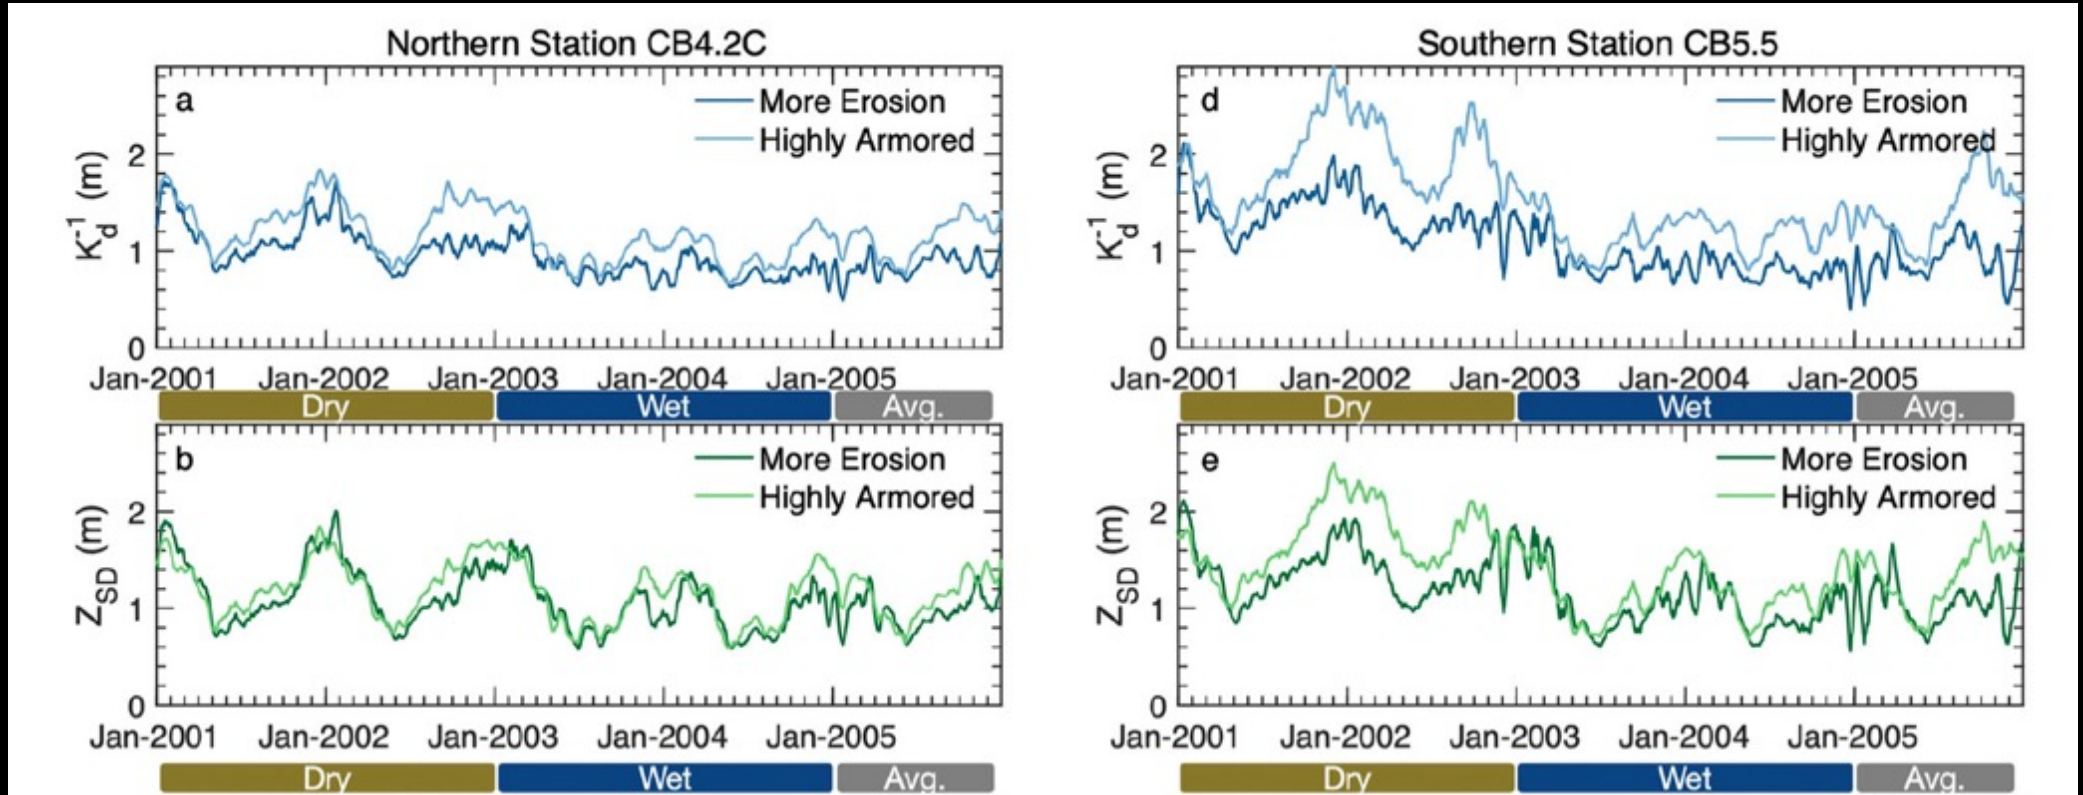 Northern Station CB4.2C
a
More Erosion
Highly Armored
K_d^-1 (m)
2
1
0
Jan-2001 Jan-2002 Jan-2003 Jan-2004 Jan-2005
Dry Wet Avg.
b
More Erosion
Highly Armored
Z_SD (m)
2
1
0
Jan-2001 Jan-2002 Jan-2003 Jan-2004 Jan-2005
Dry Wet Avg.
Southern Station CB5.5
d
More Erosion
Highly Armored
K_d^-1 (m)
2
1
0
Jan-2001 Jan-2002 Jan-2003 Jan-2004 Jan-2005
Dry Wet Avg.
e
More Erosion
Highly Armored
Z_SD (m)
2
1
0
Jan-2001 Jan-2002 Jan-2003 Jan-2004 Jan-2005
Dry Wet Avg.